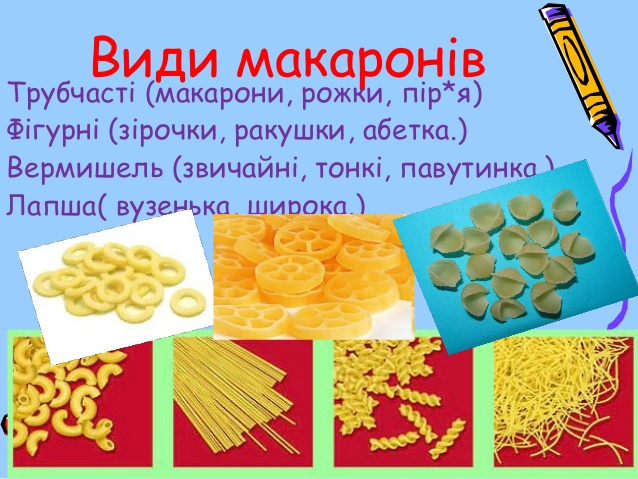 Види макаронів
Трубчасті (макарони, рожки, пір*я)
Фігурні (зірочки, ракушки, абетка.)
Вермишель (звичайні, тонкі, павутинка.)
Лапша( вузенька, широка.)